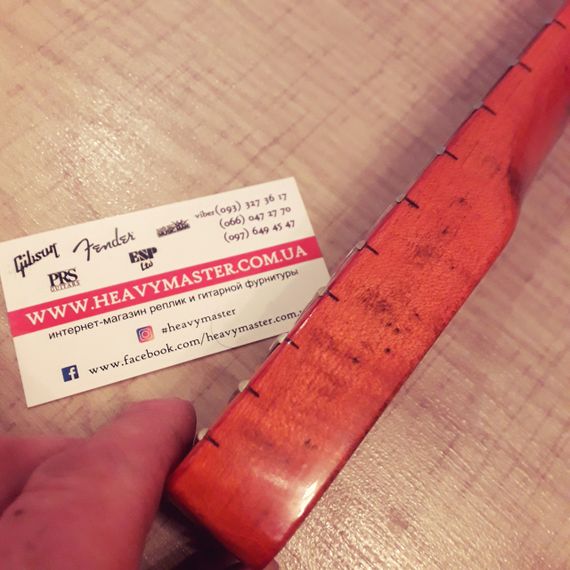 Gibson Fender viber (093) 327 36 17
(066) 047 27 70
(097) 649 45 47
PRS
GUITARS
ESP
Ltd
WWW.HEAVYMASTER.COM.UA
интернет-магазин реплик и гитарной фурнитуры
#heavymaster
www.facebook.com/heavymaster.com.